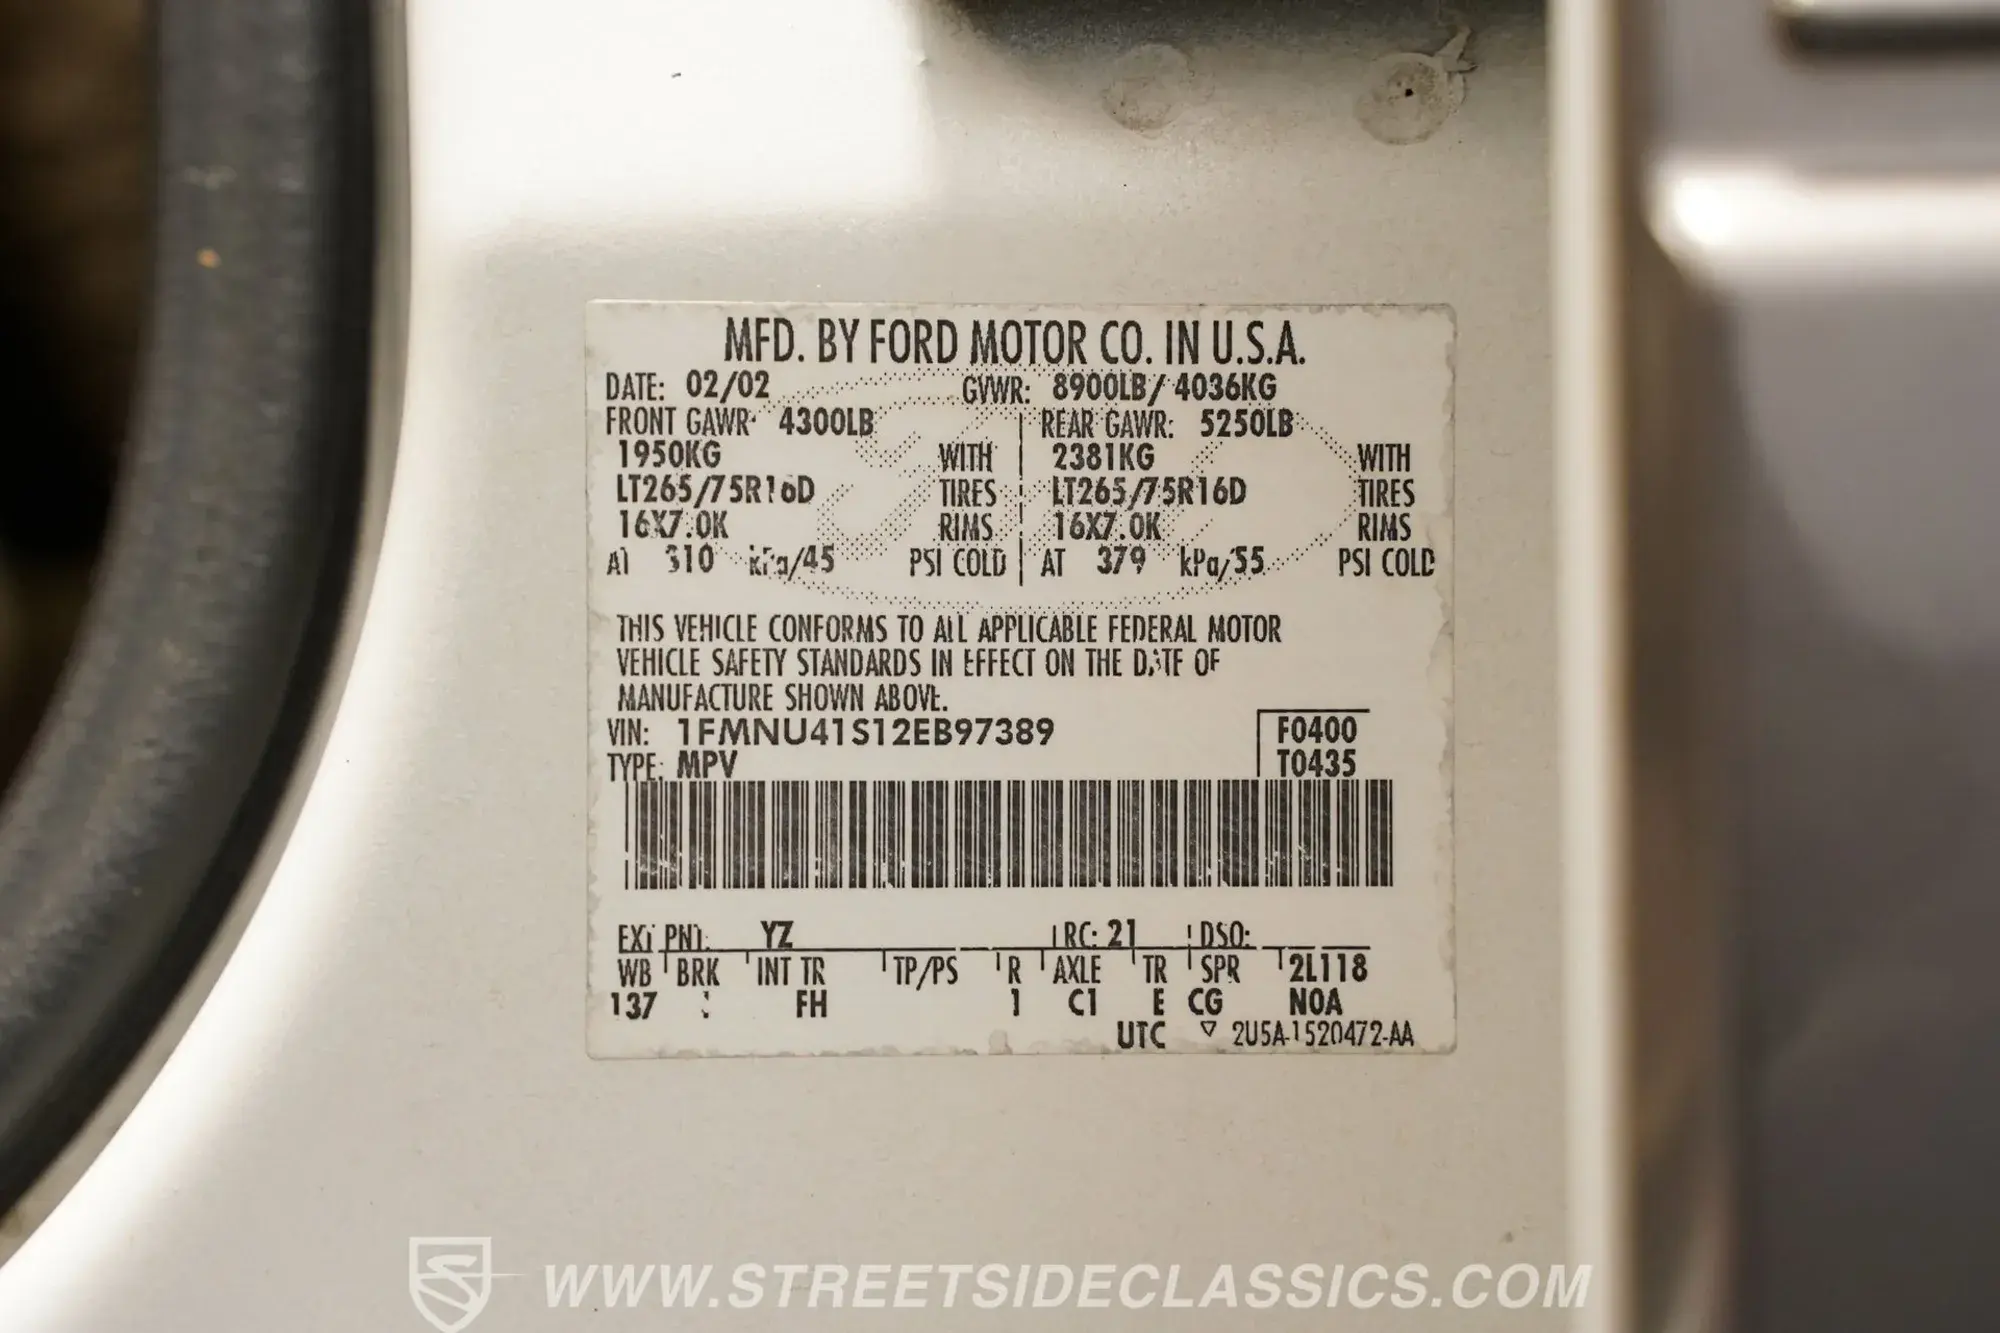 MFD. BY FORD MOTOR CO. IN U.S.A.
DATE: 02/02 GVWR: 8900LB/ 4036KG
FRONT GAWR: 4300LB REAR GAWR: 5250LB
1950KG WITH 2381KG WITH
LT265/75R16D TIRES LT265/75R16D TIRES
16X7.0K RIMS 16X7.0K RIMS
AT 310 kPa/45 PSI COLD AT 379 kPa/55 PSI COLD
THIS VEHICLE CONFORMS TO ALL APPLICABLE FEDERAL MOTOR
VEHICLE SAFETY STANDARDS IN EFFECT ON THE DATE OF
MANUFACTURE SHOWN ABOVE.
VIN: 1FMNU41S12EB97389 F0400
TYPE: MPV T0435
EXT PNT: YZ RC: 21 DSO:
WB BRK INT TR TP/PS R AXLE TR SPR 2L118
137 FH 1 C1 E CG N0A
UTC ▽ 2U5A-1520472-AA
WWW.STREETSIDECLASSICS.COM